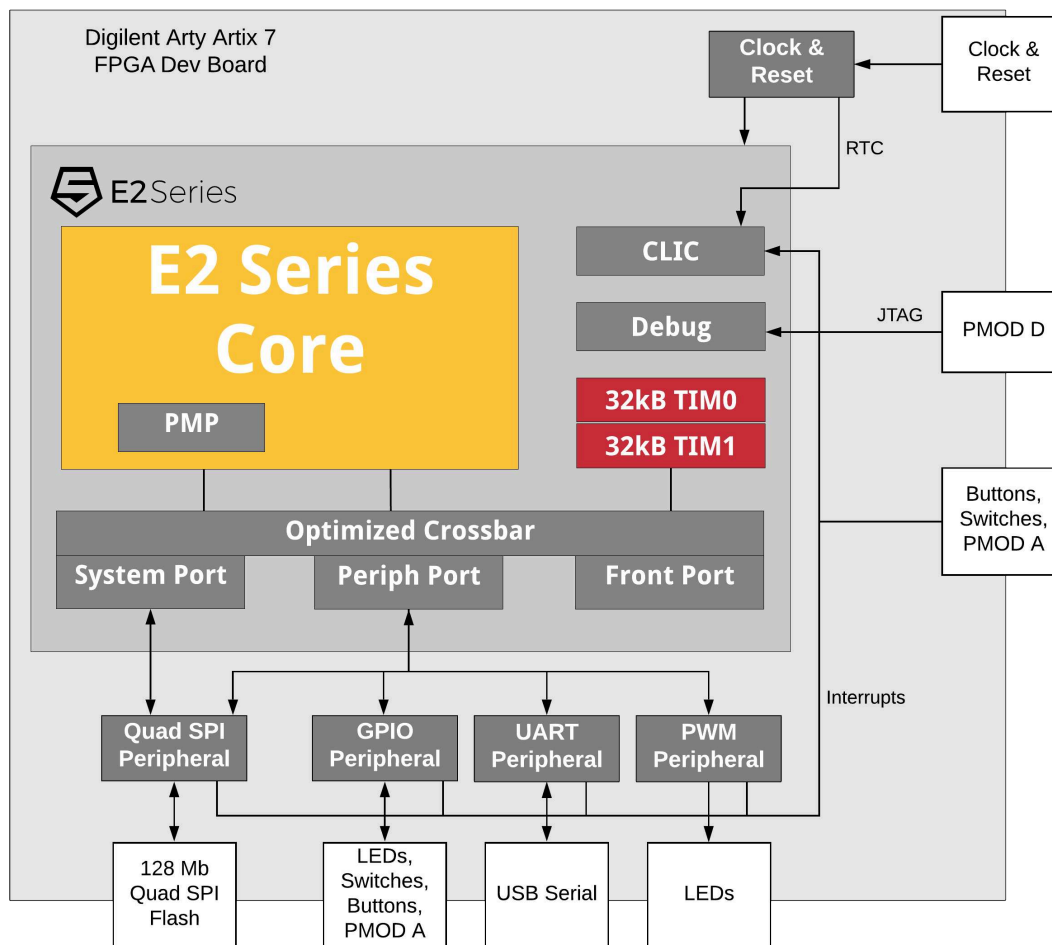 Digilent Arty Artix 7
FPGA Dev Board
Clock &
Reset
Clock &
Reset
RTC
E2 Series
E2 Series
Core
PMP
CLIC
Debug
JTAG
PMOD D
32kB TIM0
32kB TIM1
Buttons,
Switches,
PMOD A
Optimized Crossbar
System Port
Periph Port
Front Port
Interrupts
Quad SPI
Peripheral
GPIO
Peripheral
UART
Peripheral
PWM
Peripheral
128 Mb
Quad SPI
Flash
LEDs,
Switches,
Buttons,
PMOD A
USB Serial
LEDs